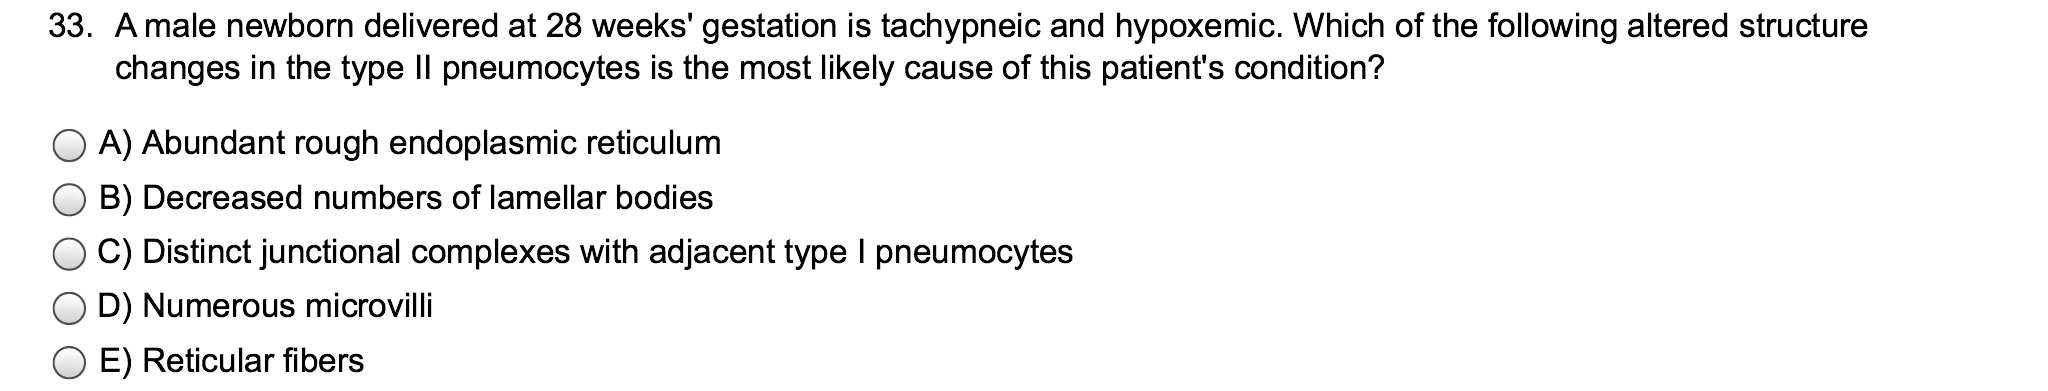 33. A male newborn delivered at 28 weeks' gestation is tachypneic and hypoxemic. Which of the following altered structure
changes in the type II pneumocytes is the most likely cause of this patient's condition?
A) Abundant rough endoplasmic reticulum
B) Decreased numbers of lamellar bodies
C) Distinct junctional complexes with adjacent type I pneumocytes
D) Numerous microvilli
E) Reticular fibers